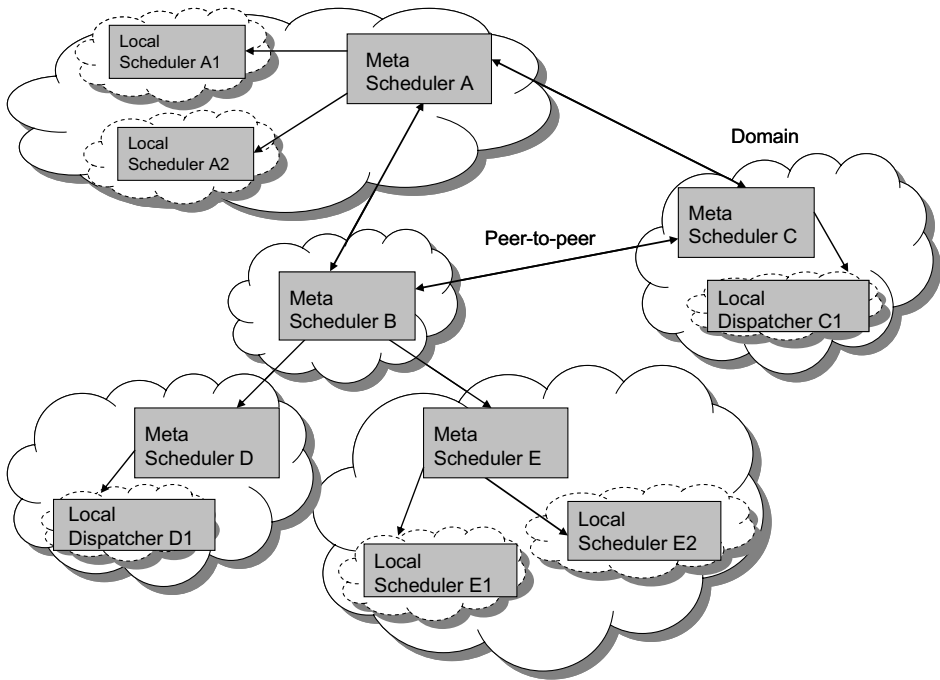 Local
Scheduler A1
Meta
Scheduler A
Local
Scheduler A2
Domain
Meta
Scheduler C
Peer-to-peer
Meta
Scheduler B
Local
Dispatcher C1
Meta
Scheduler D
Meta
Scheduler E
Local
Dispatcher D1
Local
Scheduler E2
Local
Scheduler E1